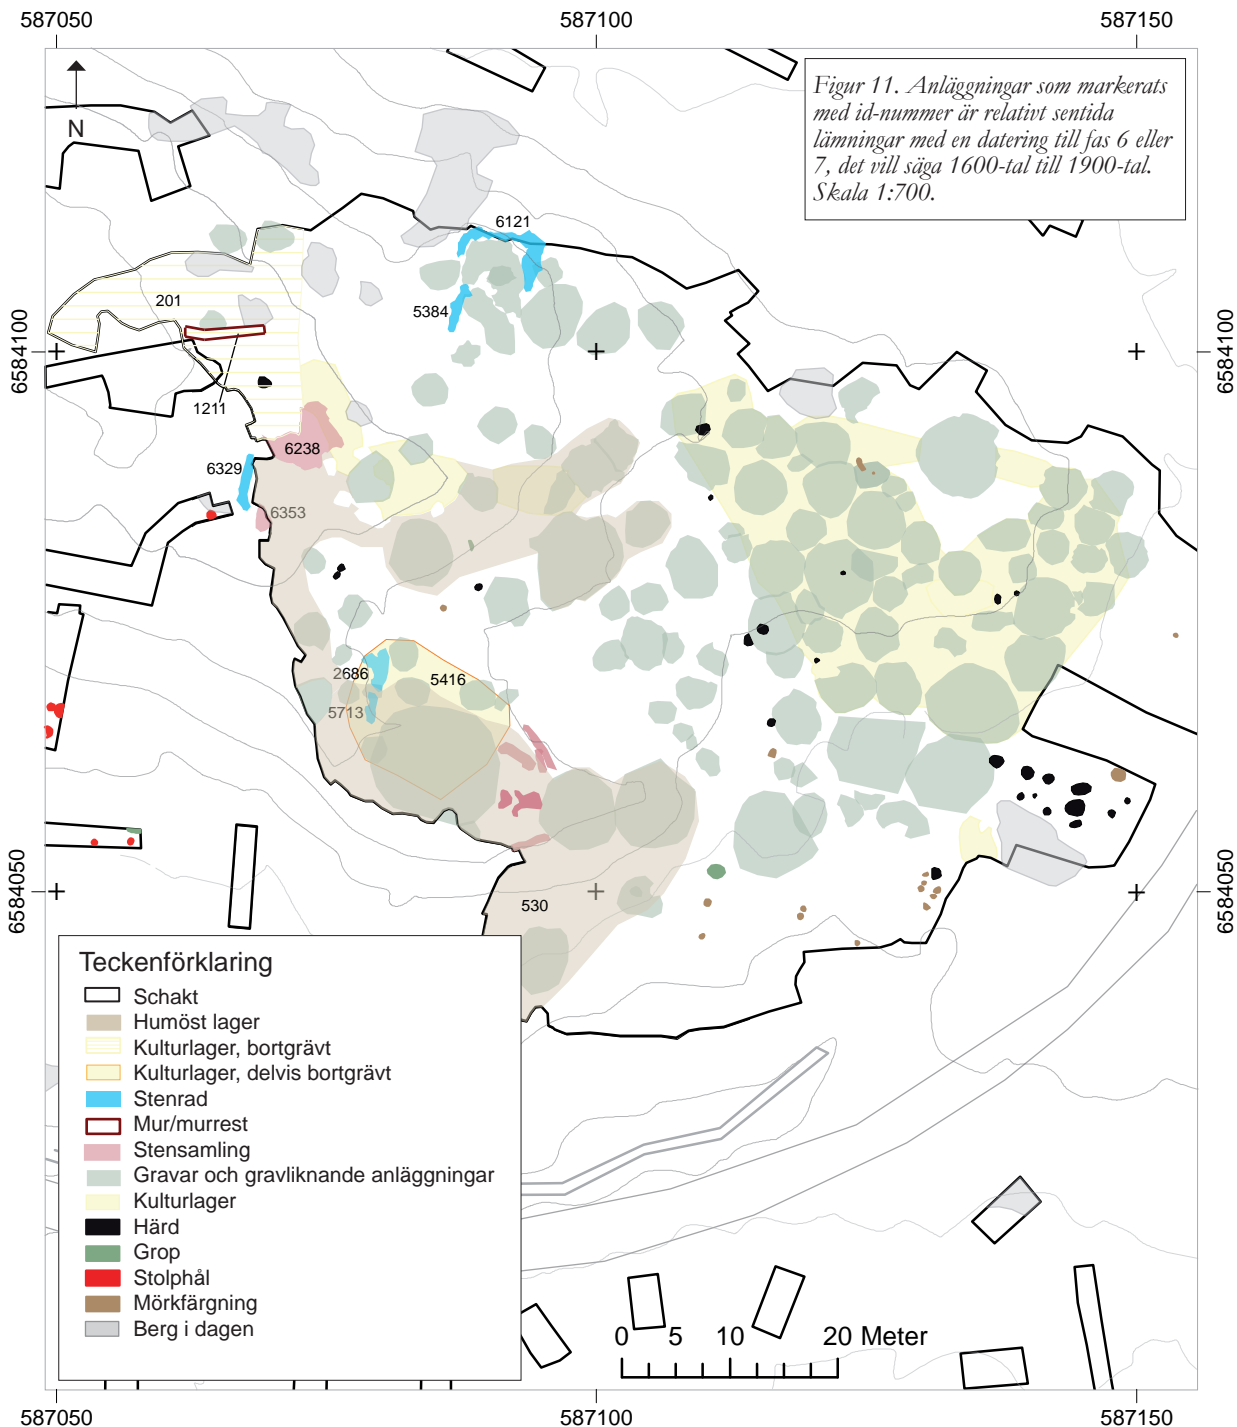 587050
587100
587150
N
Figur 11. Anläggningar som markerats
med id-nummer är relativt sentida
lämningar med en datering till fas 6 eller
7, det vill säga 1600-tal till 1900-tal.
Skala 1:700.
6121
201
5384
6584100
6584100
1211
6238
6329
6353
2686
5416
5713
6584050
6584050
530
Teckenförklaring
Schakt
Humöst lager
Kulturlager, bortgrävt
Kulturlager, delvis bortgrävt
Stenrad
Mur/murrest
Stensamling
Gravar och gravliknande anläggningar
Kulturlager
Härd
Grop
Stolphål
Mörkfärgning
Berg i dagen
0 5 10 20 Meter
587050
587100
587150